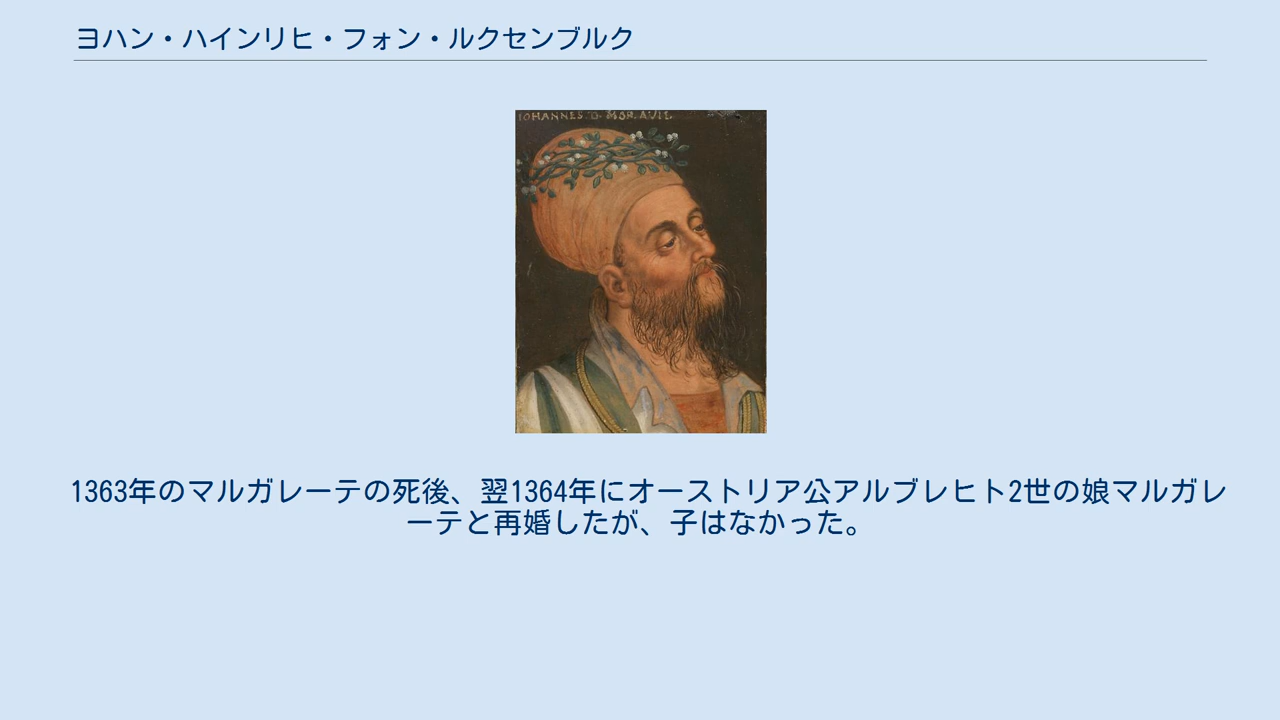 ヨハン・ハインリヒ・フォン・ルクセンブルク
IOHANNES D. MORAVIE.
1363年のマルガレーテの死後、翌1364年にオーストリア公アルブレヒト2世の娘マルガレ
ーテと再婚したが、子はなかった。